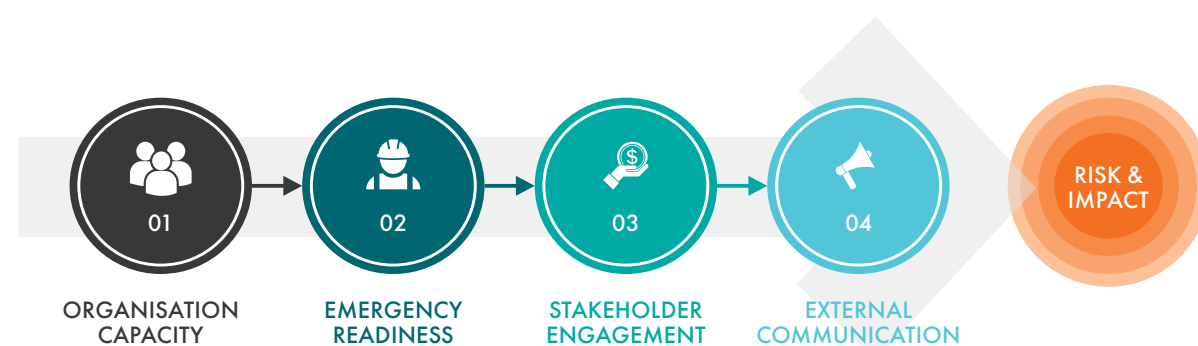 01
02
03
$
04
RISK &
IMPACT
ORGANISATION
CAPACITY
EMERGENCY
READINESS
STAKEHOLDER
ENGAGEMENT
EXTERNAL
COMMUNICATION